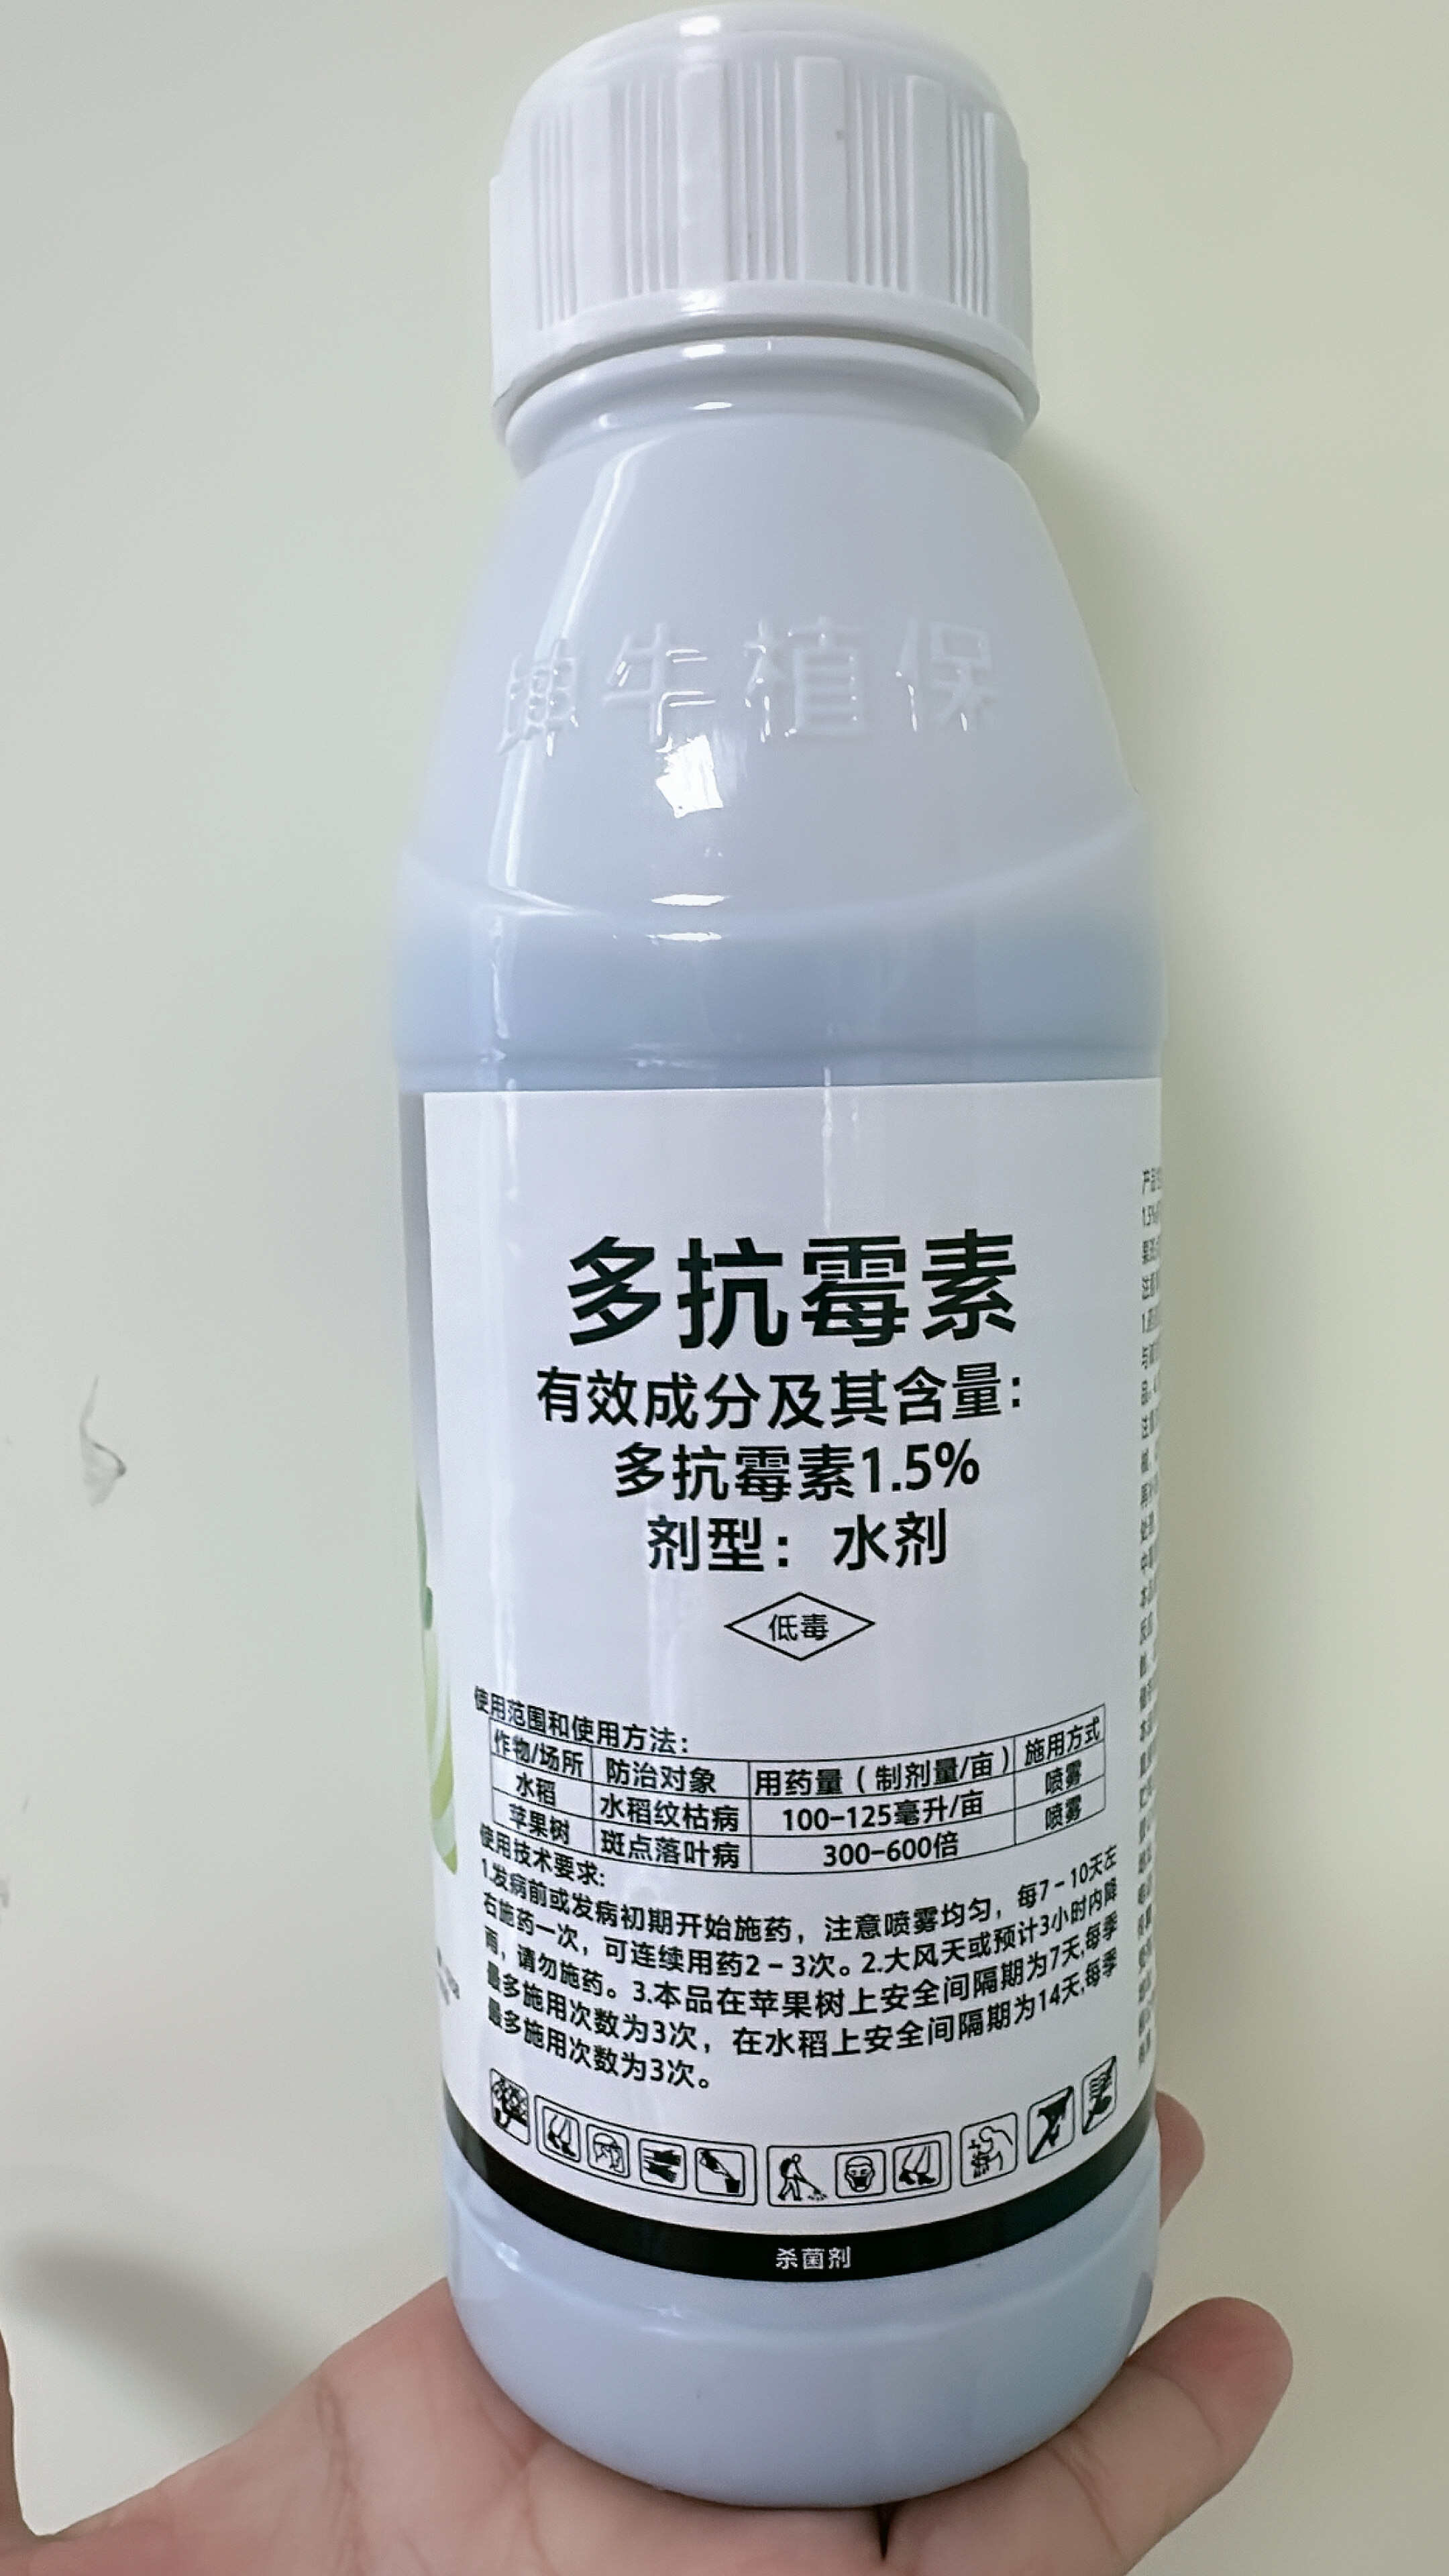 坤牛植保
多抗霉素
有效成分及其含量：
多抗霉素1.5%
剂型：水剂
低毒
使用范围和使用方法：
作物/场所 防治对象 用药量（制剂量/亩） 施用方式
水稻 水稻纹枯病 100-125毫升/亩 喷雾
苹果树 斑点落叶病 300-600倍 喷雾
使用技术要求:
1.发病前或发病初期开始施药，注意喷雾均匀，每7-10天左
右施药一次，可连续用药2-3次。2.大风天或预计3小时内降
雨，请勿施药。3.本品在苹果树上安全间隔期为7天,每季
最多施用次数为3次，在水稻上安全间隔期为14天,每季
最多施用次数为3次。
杀菌剂